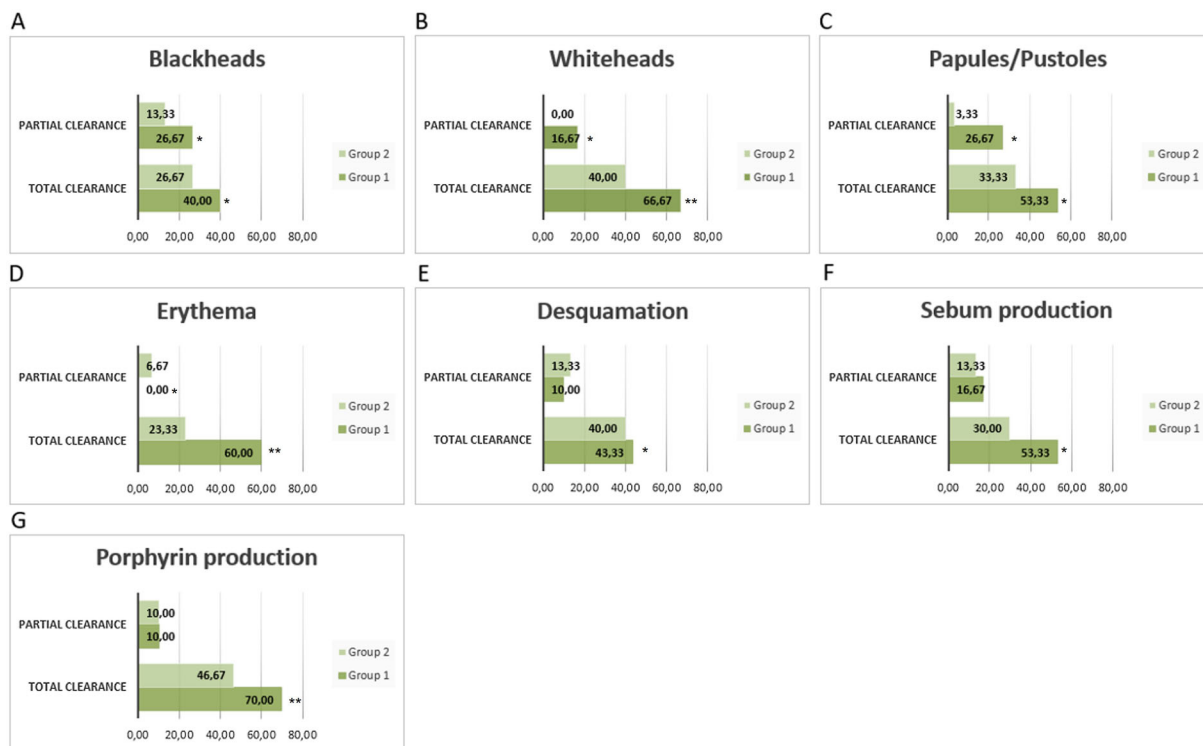 A
Blackheads
PARTIAL CLEARANCE
13,33
26,67 *
TOTAL CLEARANCE
26,67
40,00 *
0,00 20,00 40,00 60,00 80,00
Group 2
Group 1
B
Whiteheads
PARTIAL CLEARANCE
0,00
16,67 *
TOTAL CLEARANCE
40,00
66,67 **
0,00 20,00 40,00 60,00 80,00
Group 2
Group 1
C
Papules/Pustoles
PARTIAL CLEARANCE
3,33
26,67 *
TOTAL CLEARANCE
33,33
53,33 *
0,00 20,00 40,00 60,00 80,00
Group 2
Group 1
D
Erythema
PARTIAL CLEARANCE
6,67
0,00 *
TOTAL CLEARANCE
23,33
60,00 **
0,00 20,00 40,00 60,00 80,00
Group 2
Group 1
E
Desquamation
PARTIAL CLEARANCE
13,33
10,00
TOTAL CLEARANCE
40,00
43,33 *
0,00 20,00 40,00 60,00 80,00
Group 2
Group 1
F
Sebum production
PARTIAL CLEARANCE
13,33
16,67
TOTAL CLEARANCE
30,00
53,33 *
0,00 20,00 40,00 60,00 80,00
Group 2
Group 1
G
Porphyrin production
PARTIAL CLEARANCE
10,00
10,00
TOTAL CLEARANCE
46,67
70,00 **
0,00 20,00 40,00 60,00 80,00
Group 2
Group 1